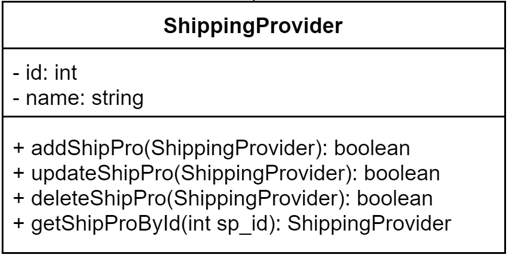 ShippingProvider
- id: int
- name: string
+ addShipPro(ShippingProvider): boolean
+ updateShipPro(ShippingProvider): boolean
+ deleteShipPro(ShippingProvider): boolean
+ getShipProById(int sp_id): ShippingProvider